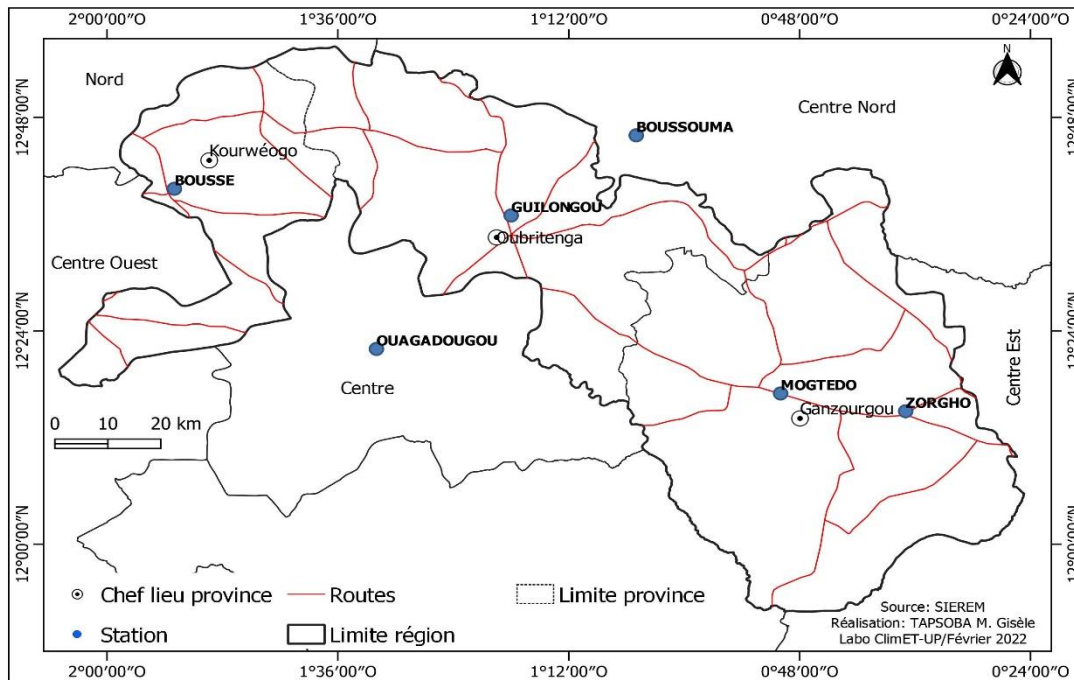 2°00′00″W 1°36′00″W 1°12′00″W 0°48′00″W 0°24′00″W
N
Nord
Centre Nord
12°48′00″N
12°48′00″N
BOUSSOUMA
Kourwéogo
BOUSSE
GUILONGOU
Oubritenga
Centre Ouest
12°24′00″N
12°24′00″N
OUAGADOUGOU
Centre
Centre Est
MOGTEDO
Ganzourgou
ZORGHO
0 10 20 km
12°00′00″N
12°00′00″N
Chef lieu province
Routes
Limite province
Station
Limite région
Source: SIEREM
Réalisation: TAPSOBA M. Gisèle
Labo ClimET-UP/Février 2022
2°00′00″W 1°36′00″W 1°12′00″W 0°48′00″W 0°24′00″W